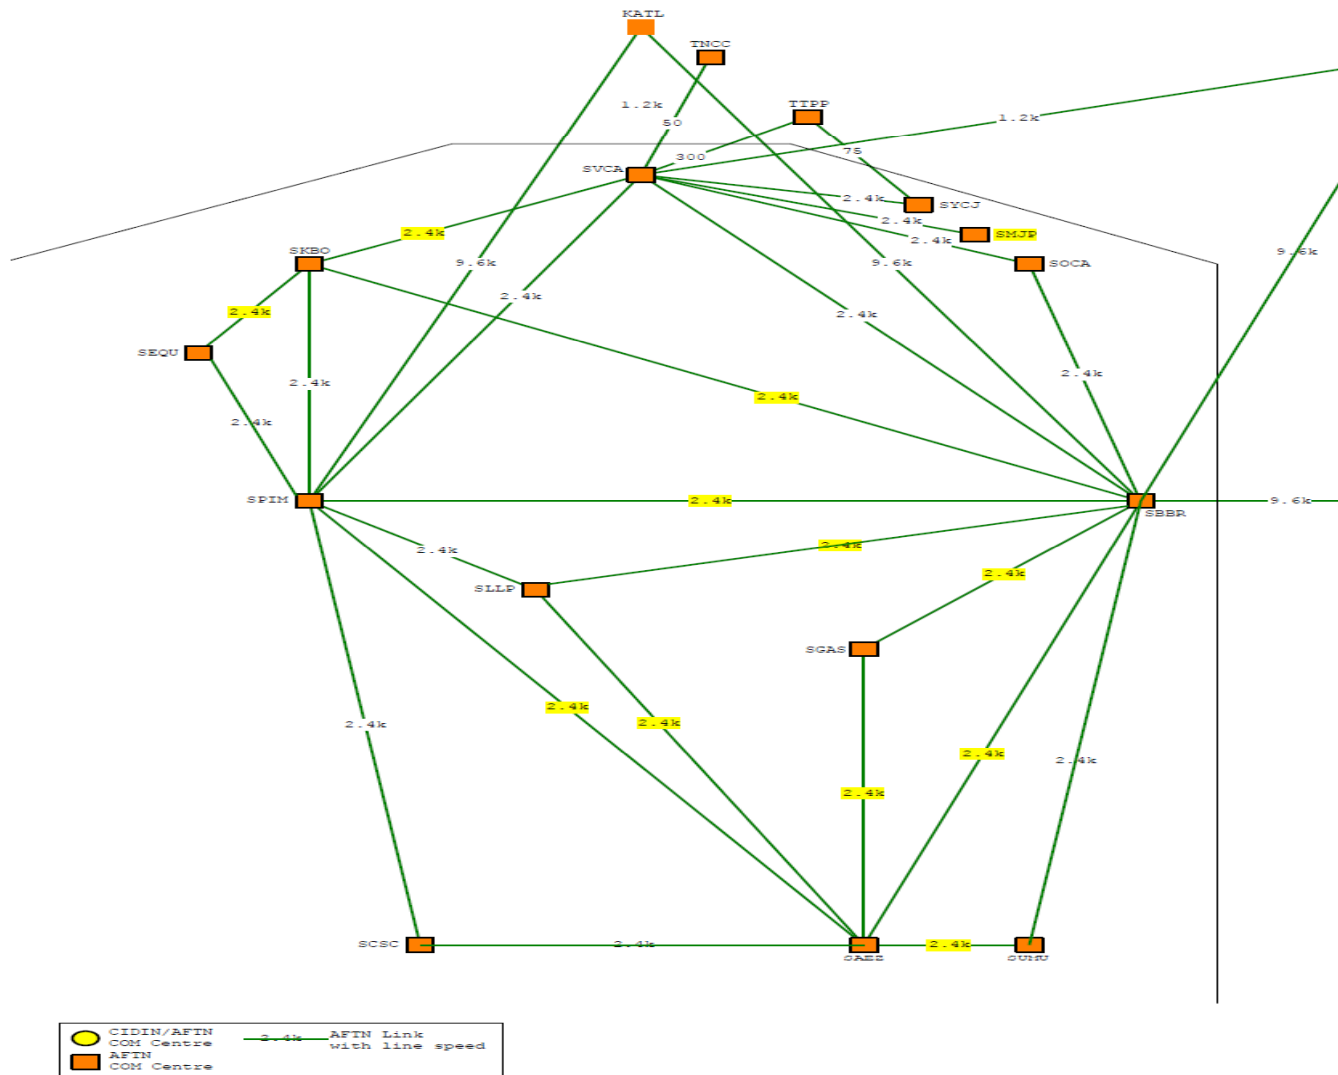 KATL
TNCC
1.2k
TTPP
50
1.2k
300
75
SVCA
2.4k
SYCJ
2.4k
SMJP
2.4k
2.4k
SKBO
9.6k
9.6k
9.6k
SOCA
2.4k
2.4k
2.4k
SEQU
2.4k
2.4k
2.4k
2.4k
2.4k
SPIM
2.4k
9.6k
SBBR
2.4k
2.4k
2.4k
SLLP
SGAS
2.4k
2.4k
2.4k
2.4k
2.4k
2.4k
SCSC
2.4k
2.4k
SAEZ
SUMU
CIDIN/AFTN
COM Centre
2.4k
AFTN Link
with line speed
AFTN
COM Centre